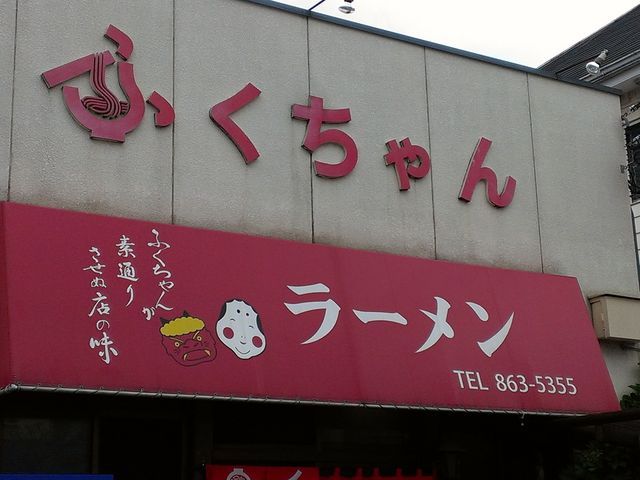 ふくちゃん
ふくちゃんが
素通り
させぬ店の味
ラーメン
TEL 863-5355